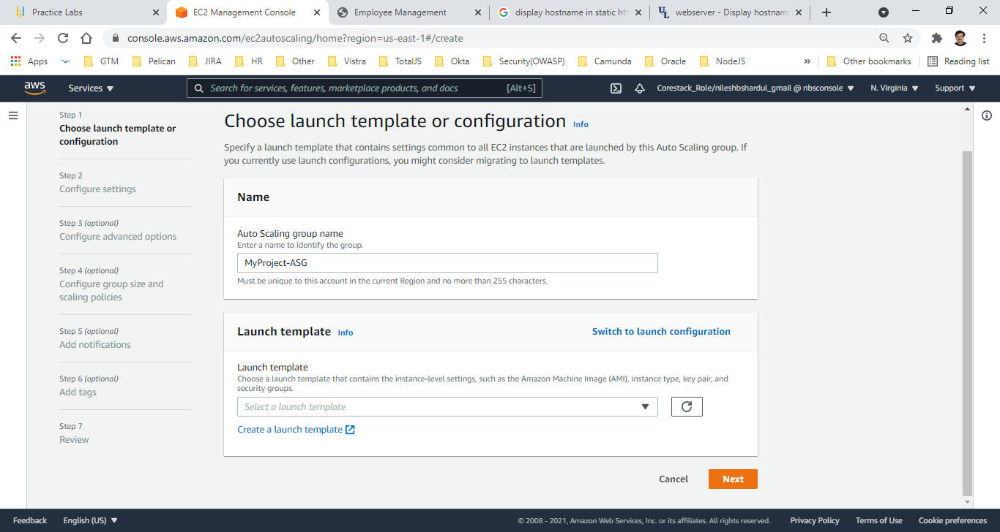 Practice Labs
EC2 Management Console
Employee Management
display hostname in static htm
webserver - Display hostname
console.aws.amazon.com/ec2autoscaling/home?region=us-east-1#/create
Apps
GTM
Pelican
JIRA
HR
Other
Vistra
TotalJS
Okta
Security(OWASP)
Camunda
Oracle
NodeJS
»
Other bookmarks
Reading list
aws
Services
Search for services, features, marketplace products, and docs
[Alt+S]
Corestack_Role/nileshbshardul_gmail @ nbsconsole
N. Virginia
Support
Step 1
Choose launch template or
configuration
Step 2
Configure settings
Step 3 (optional)
Configure advanced options
Step 4 (optional)
Configure group size and
scaling policies
Step 5 (optional)
Add notifications
Step 6 (optional)
Add tags
Step 7
Review
Choose launch template or configuration Info
Specify a launch template that contains settings common to all EC2 instances that are launched by this Auto Scaling group. If
you currently use launch configurations, you might consider migrating to launch templates.
Name
Auto Scaling group name
Enter a name to identify the group.
MyProject-ASG
Must be unique to this account in the current Region and no more than 255 characters.
Launch template Info
Switch to launch configuration
Launch template
Choose a launch template that contains the instance-level settings, such as the Amazon Machine Image (AMI), instance type, key pair, and
security groups.
Select a launch template
Create a launch template
Cancel
Next
Feedback
English (US)
© 2008 - 2021, Amazon Web Services, Inc. or its affiliates. All rights reserved.
Privacy Policy
Terms of Use
Cookie preferences